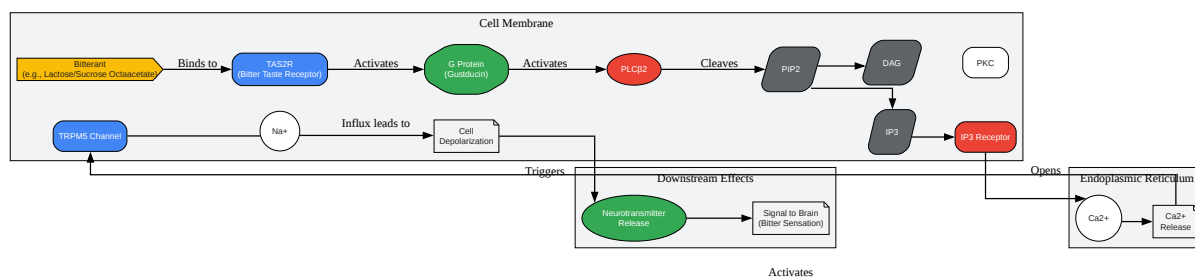 Cell Membrane
Bitterant
(e.g., Lactose/Sucrose Octaacetate)
Binds to
TAS2R
(Bitter Taste Receptor)
Activates
G Protein
(Gustducin)
Activates
PLCβ2
Cleaves
PIP2
DAG
PKC
TRPM5 Channel
Na+
Influx leads to
Cell
Depolarization
IP3
IP3 Receptor
Triggers
Opens
Downstream Effects
Endoplasmic Reticulum
Neurotransmitter
Release
Signal to Brain
(Bitter Sensation)
Ca2+
Ca2+
Release
Activates